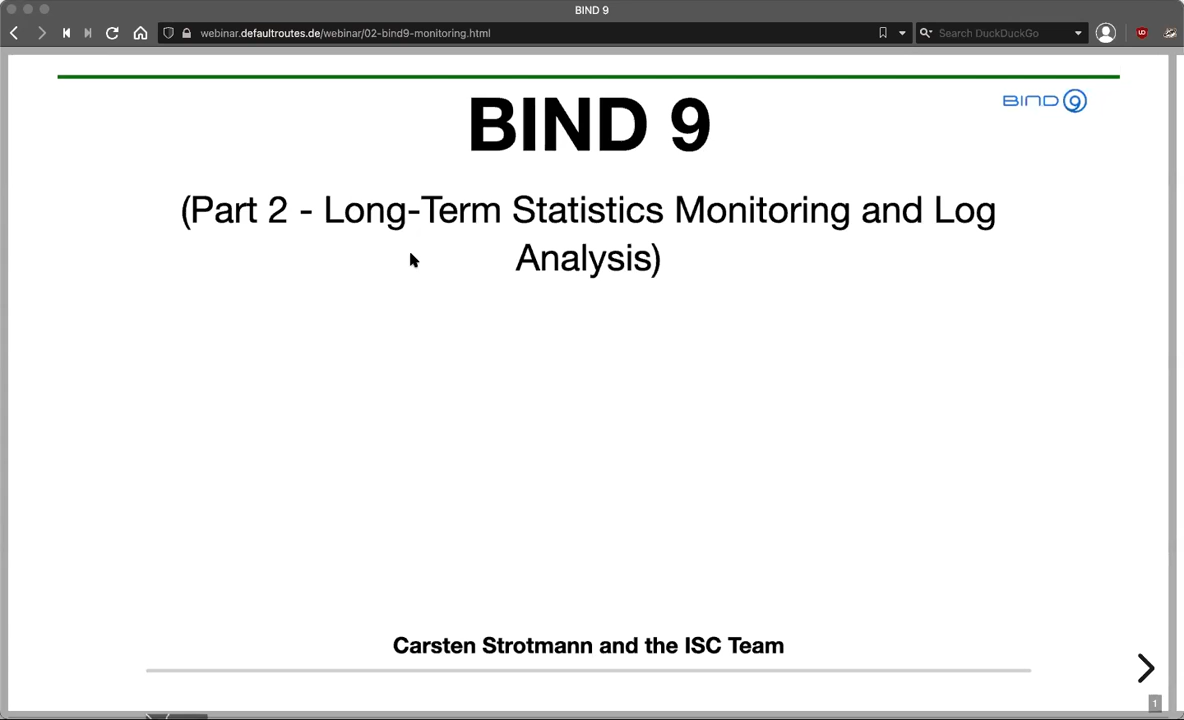 BIND 9
webinar.defaultroutes.de/webinar/02-bind9-monitoring.html
Search DuckDuckGo
BIND 9
BIND 9
(Part 2 - Long-Term Statistics Monitoring and Log
Analysis)
Carsten Strotmann and the ISC Team
1